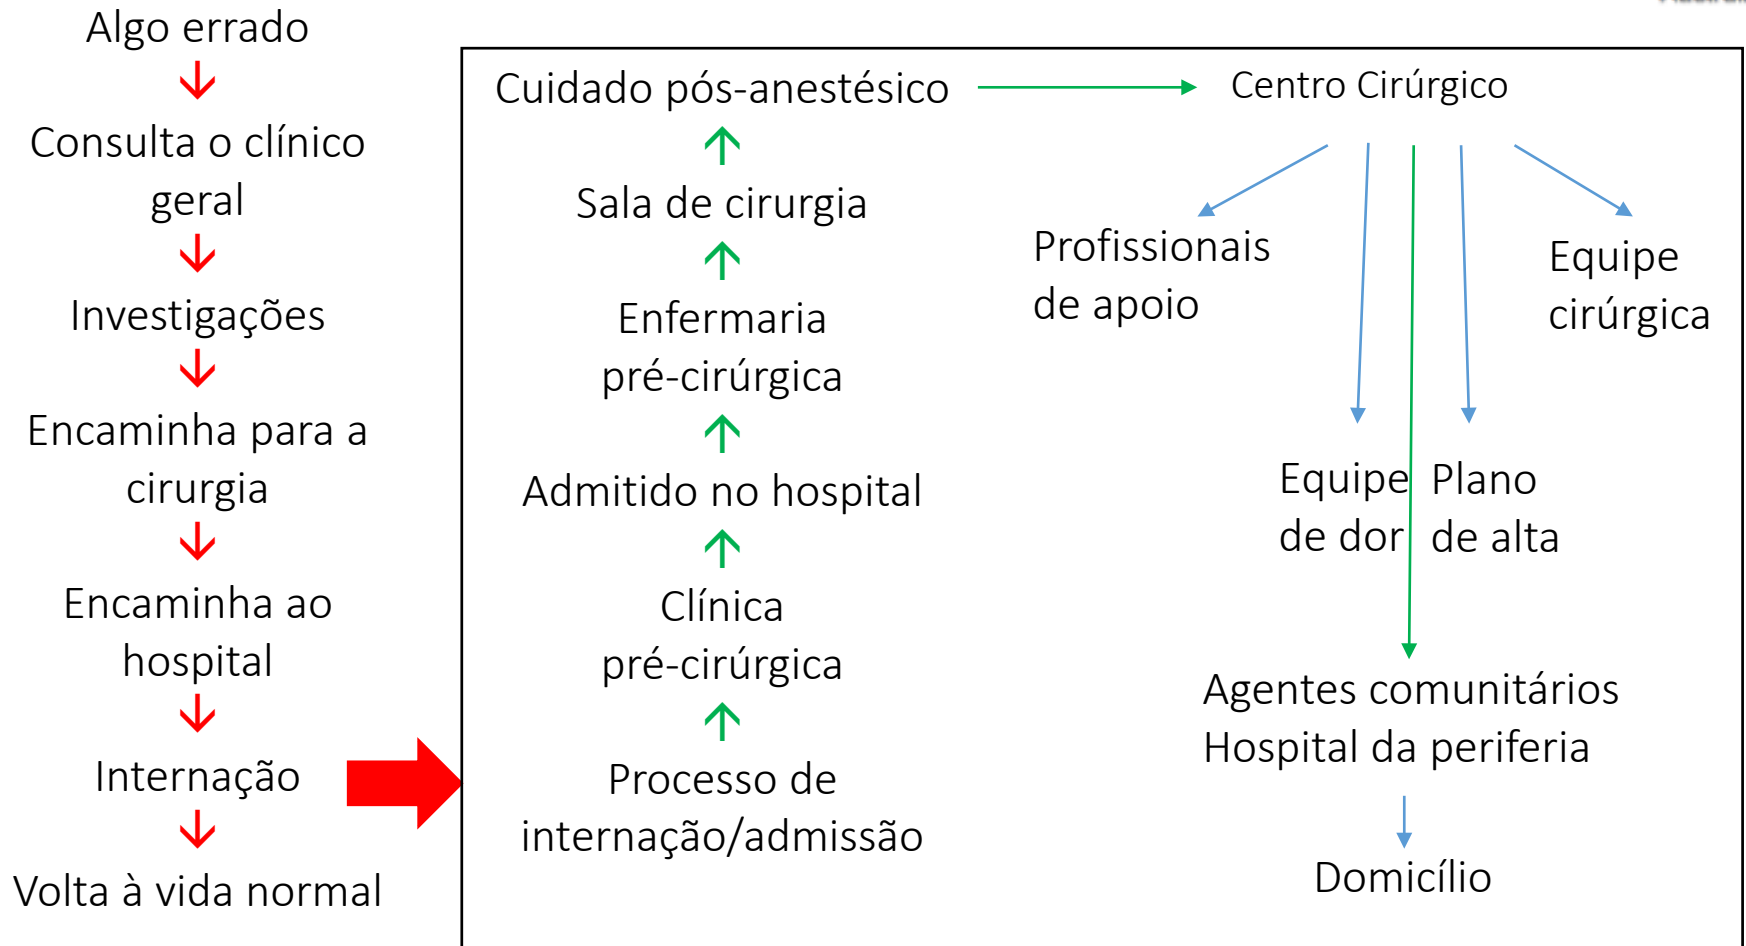 Algo errado
Consulta o clínico
geral
Investigações
Encaminha para a
cirurgia
Encaminha ao
hospital
Internação
Volta à vida normal
Cuidado pós-anestésico
Sala de cirurgia
Enfermaria
pré-cirúrgica
Admitido no hospital
Clínica
pré-cirúrgica
Processo de
internação/admissão
Centro Cirúrgico
Profissionais
de apoio
Equipe
de dor
Plano
de alta
Equipe
cirúrgica
Agentes comunitários
Hospital da periferia
Domicílio